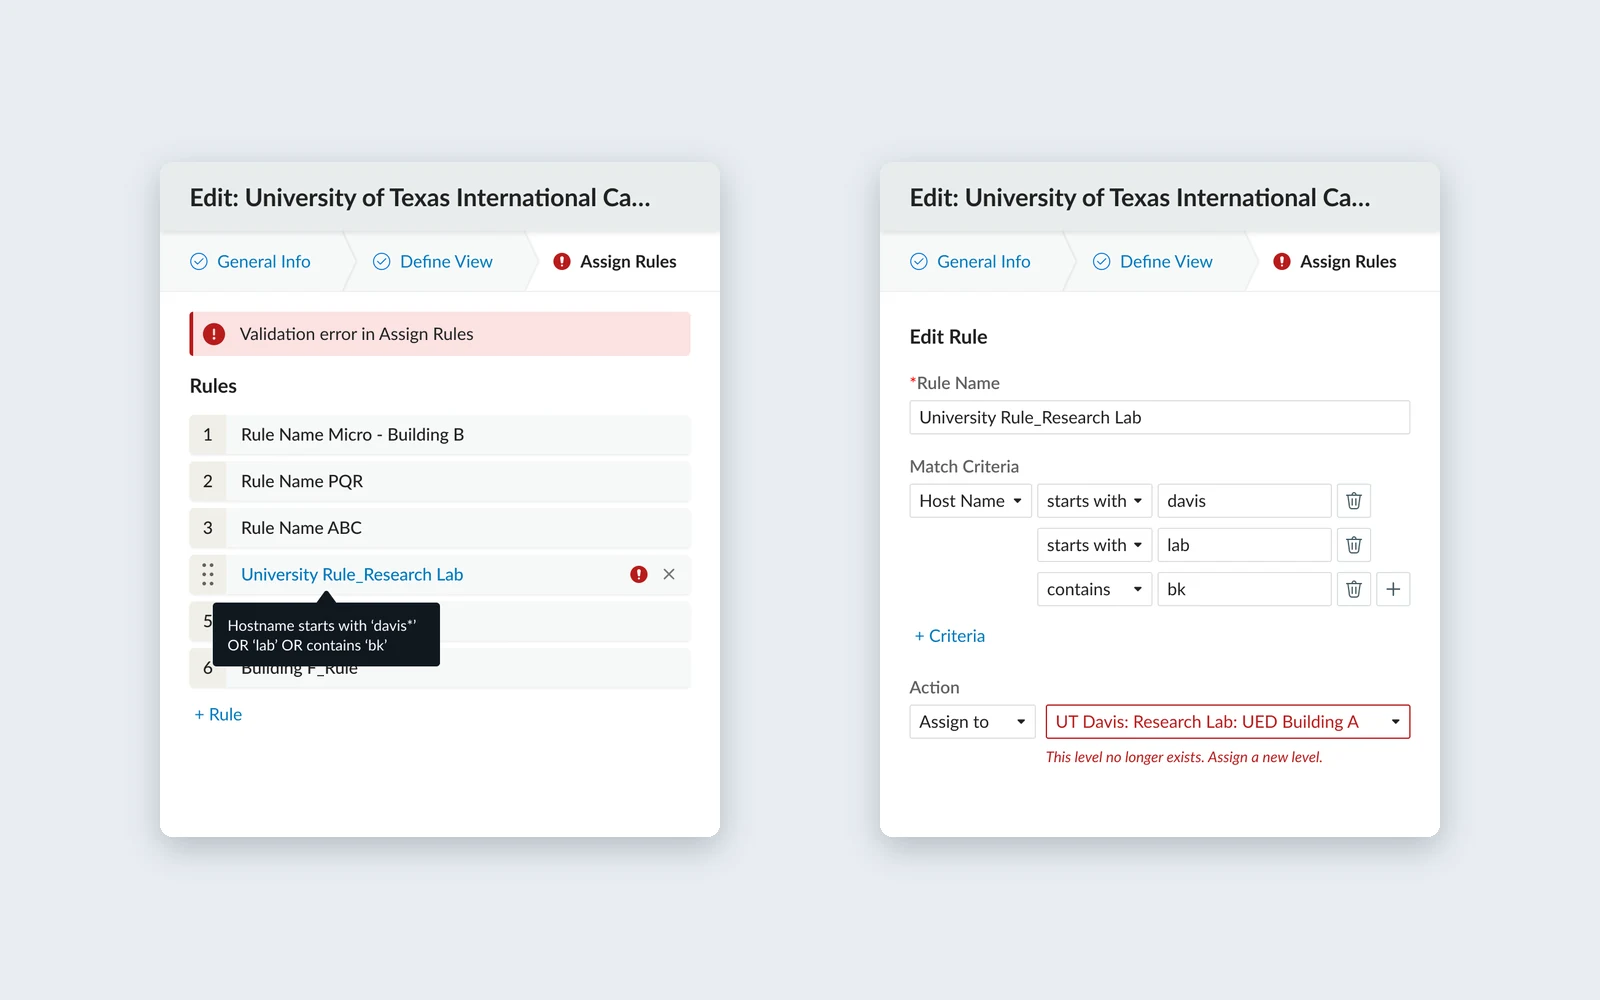 Edit: University of Texas International Ca...
General Info
Define View
Assign Rules
Validation error in Assign Rules
Rules
1 Rule Name Micro - Building B
2 Rule Name PQR
3 Rule Name ABC
University Rule_Research Lab
Hostname starts with ‘davis*’
OR ‘lab’ OR contains ‘bk’
5
6 Building F_Rule
+ Rule
Edit: University of Texas International Ca...
General Info
Define View
Assign Rules
Edit Rule
*Rule Name
University Rule_Research Lab
Match Criteria
Host Name starts with davis
starts with lab
contains bk
+ Criteria
Action
Assign to UT Davis: Research Lab: UED Building A
This level no longer exists. Assign a new level.